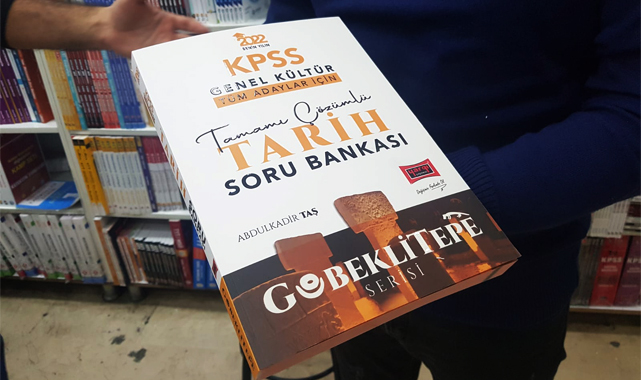 2022
KPSS
GENEL KÜLTÜR
TÜM ADAYLAR İÇİN
Tamamı Çözümlü
TARİH
SORU BANKASI
ABDULKADİR TAŞ
GÖBEKLİTEPE
SERİSİ